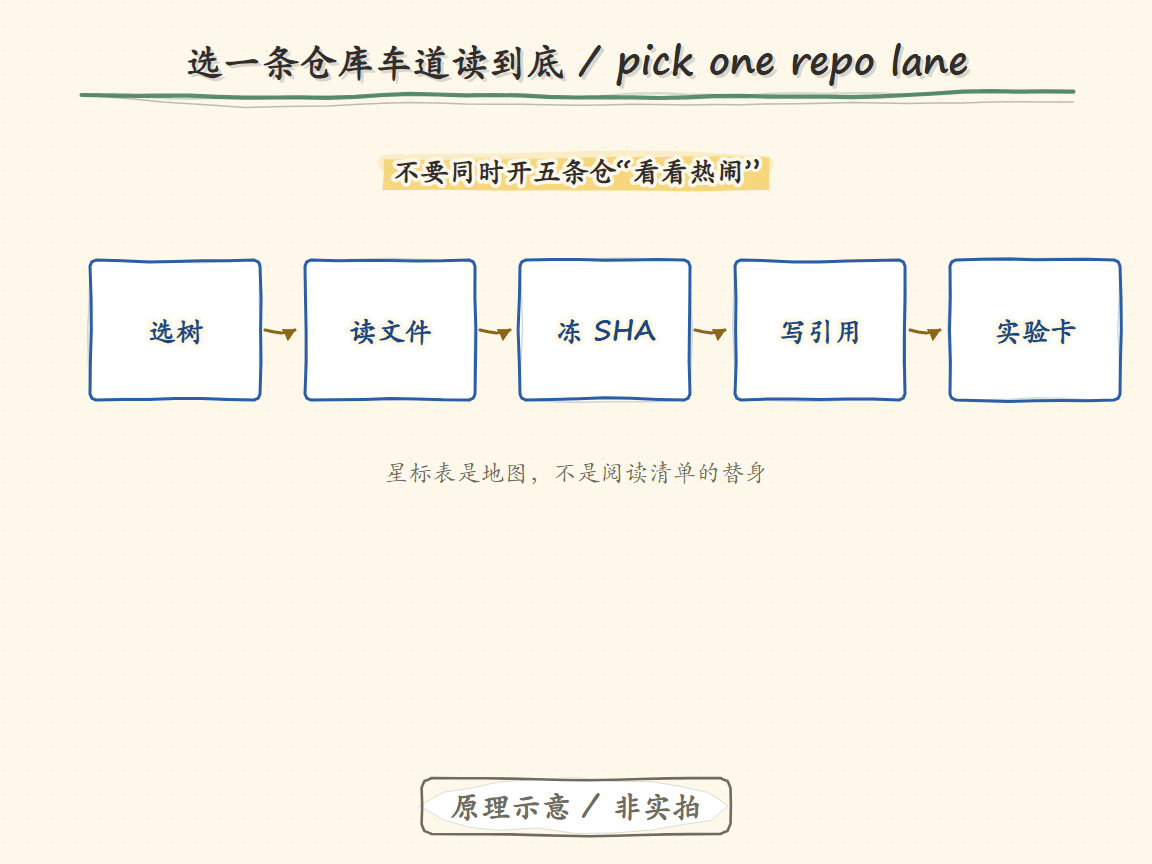 选一条仓库车道读到底 / pick one repo lane
不要同时开五条仓“看看热闹”
选树
读文件
冻 SHA
写引用
实验卡
星标表是地图，不是阅读清单的替身
原理示意 / 非实拍